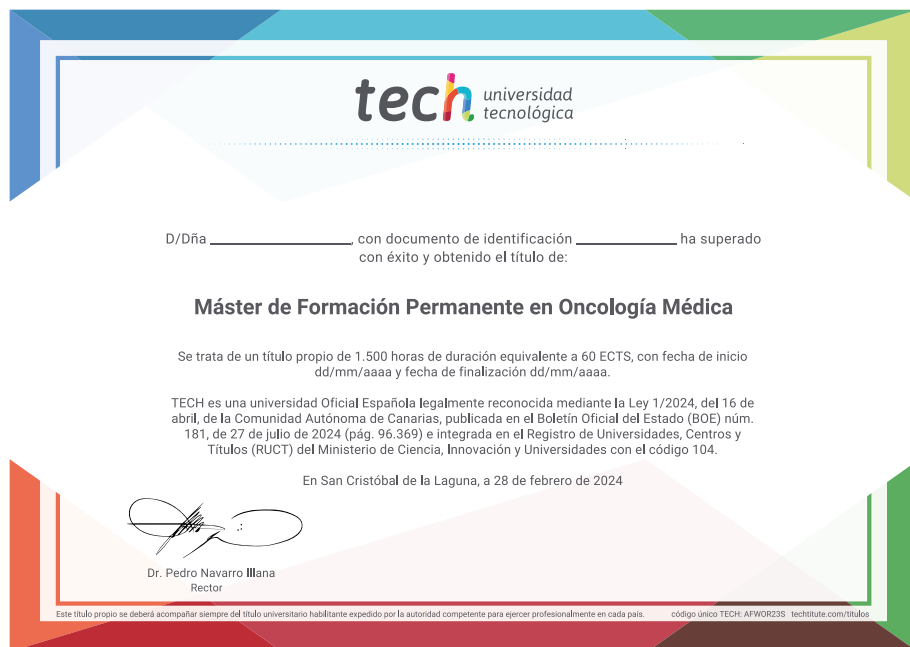 tech universidad
tecnológica
D/Dña ____________________, con documento de identificación ______________ ha superado
con éxito y obtenido el título de:
Máster de Formación Permanente en Oncología Médica
Se trata de un título propio de 1.500 horas de duración equivalente a 60 ECTS, con fecha de inicio
dd/mm/aaaa y fecha de finalización dd/mm/aaaa.
TECH es una universidad Oficial Española legalmente reconocida mediante la Ley 1/2024, del 16 de
abril, de la Comunidad Autónoma de Canarias, publicada en el Boletín Oficial del Estado (BOE) núm.
181, de 27 de julio de 2024 (pág. 96.369) e integrada en el Registro de Universidades, Centros y
Títulos (RUCT) del Ministerio de Ciencia, Innovación y Universidades con el código 104.
En San Cristóbal de la Laguna, a 28 de febrero de 2024
Dr. Pedro Navarro Illana
Rector
Este título propio se deberá acompañar siempre del título universitario habilitante expedido por la autoridad competente para ejercer profesionalmente en cada país. código único TECH: AFWOR23S techtitute.com/titulos